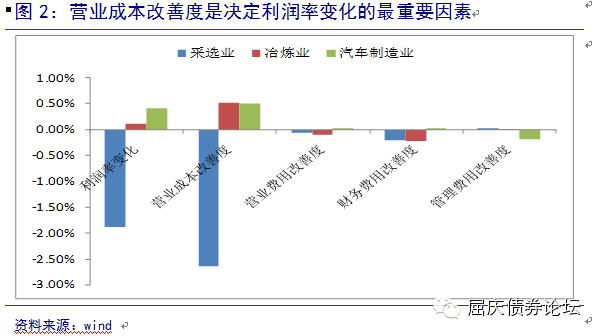 图 2：营业成本改善度是决定利润率变化的最重要因素
采选业 冶炼业 汽车制造业
1.00%
0.50%
0.00%
-0.50%
-1.00%
-1.50%
-2.00%
-2.50%
-3.00%
利润率变化
营业成本改善度
营业费用改善度
财务费用改善度
管理费用改善度
资料来源：wind
屈庆债券论坛